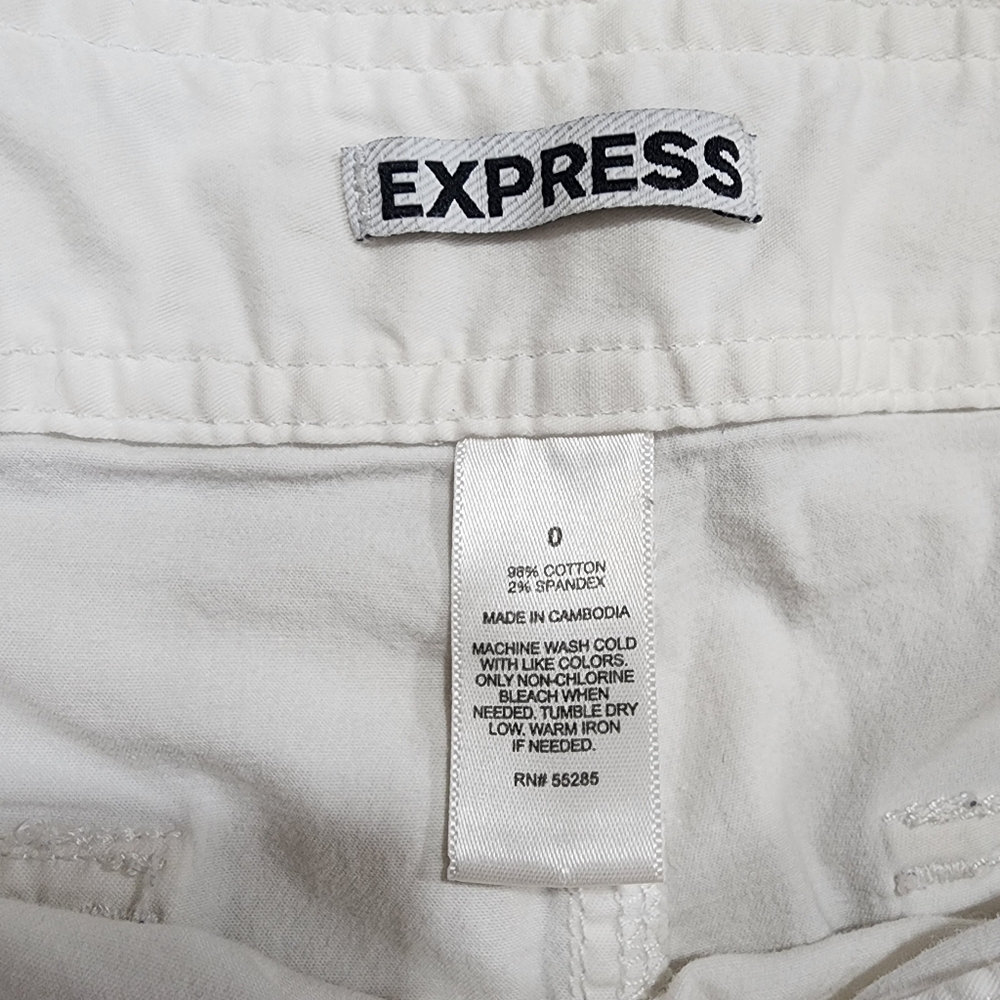 EXPRESS
0
98% COTTON
2% SPANDEX
MADE IN CAMBODIA
MACHINE WASH COLD
WITH LIKE COLORS.
ONLY NON-CHLORINE
BLEACH WHEN
NEEDED. TUMBLE DRY
LOW. WARM IRON
IF NEEDED.
RN# 55285